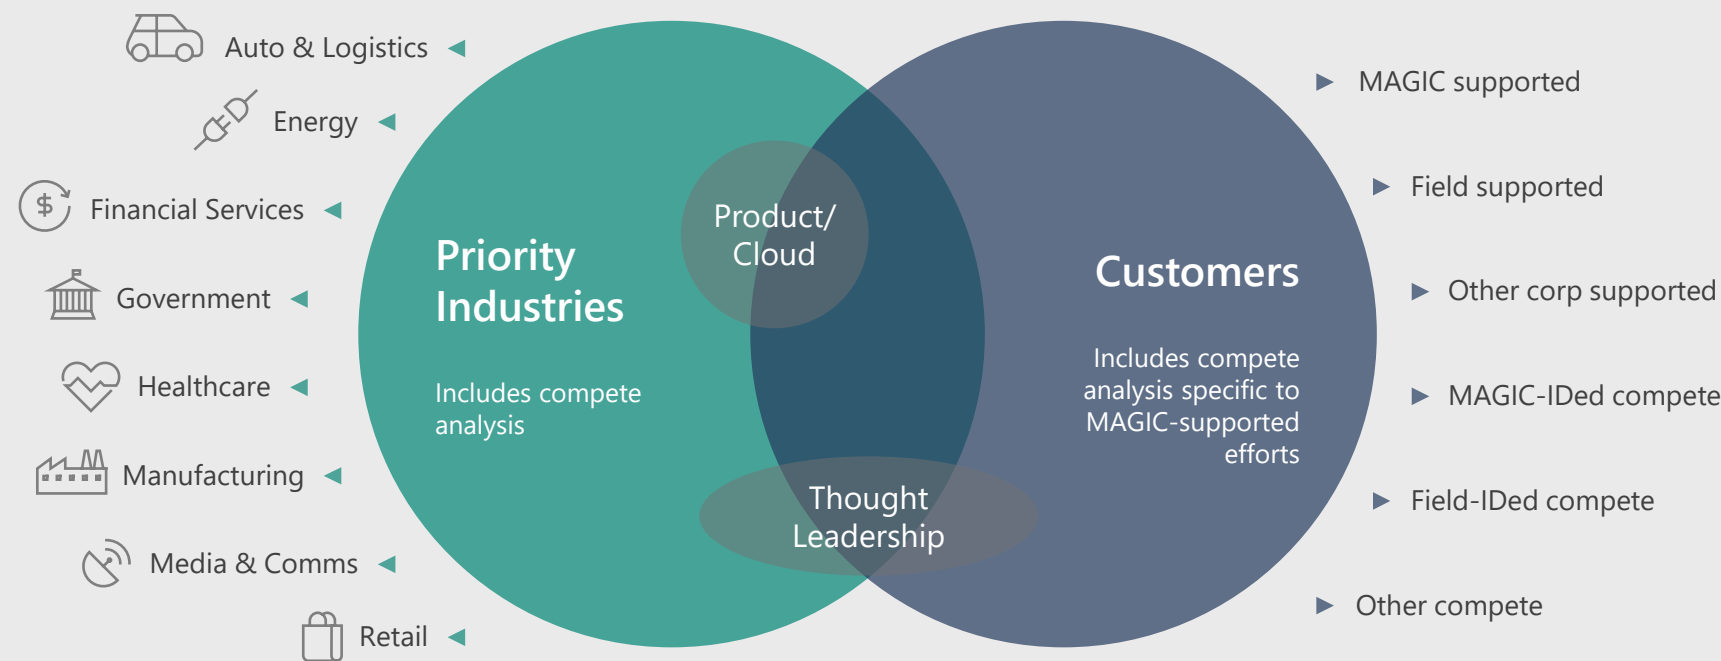 Auto & Logistics
Energy
Financial Services
Government
Healthcare
Manufacturing
Media & Comms
Retail
Priority
Industries
Includes compete
analysis
Product/
Cloud
Thought
Leadership
Customers
Includes compete
analysis specific to
MAGIC-supported
efforts
MAGIC supported
Field supported
Other corp supported
MAGIC-IDed compete
Field-IDed compete
Other compete